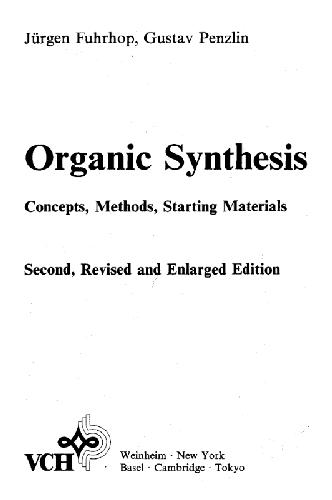 Jürgen Fuhrhop, Gustav Penzlin
Organic Synthesis
Concepts, Methods, Starting Materials
Second, Revised and Enlarged Edition
VCH
Weinheim · New York
Basel · Cambridge · Tokyo